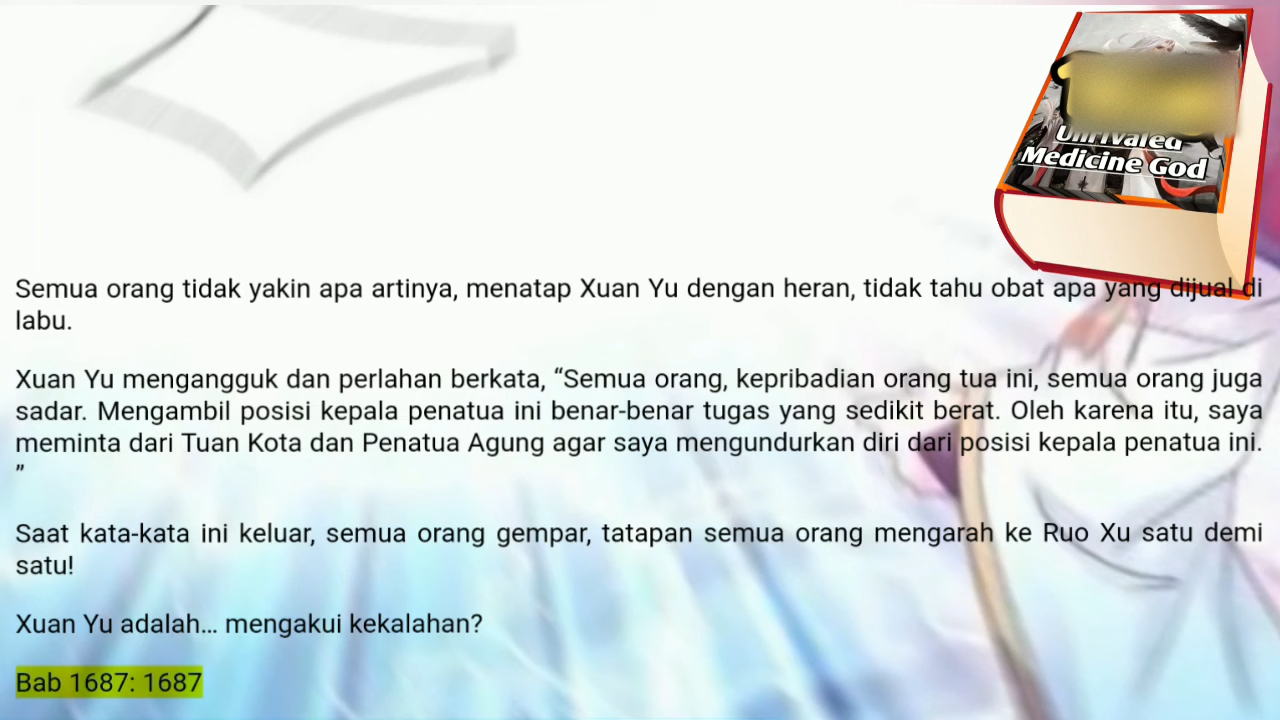 Unrivaled
Medicine God
Semua orang tidak yakin apa artinya, menatap Xuan Yu dengan heran, tidak tahu obat apa yang dijual di
labu.
Xuan Yu mengangguk dan perlahan berkata, “Semua orang, kepribadian orang tua ini, semua orang juga
sadar. Mengambil posisi kepala penatua ini benar-benar tugas yang sedikit berat. Oleh karena itu, saya
meminta dari Tuan Kota dan Penatua Agung agar saya mengundurkan diri dari posisi kepala penatua ini.
”
Saat kata-kata ini keluar, semua orang gempar, tatapan semua orang mengarah ke Ruo Xu satu demi
satu!
Xuan Yu adalah… mengakui kekalahan?
Bab 1687: 1687